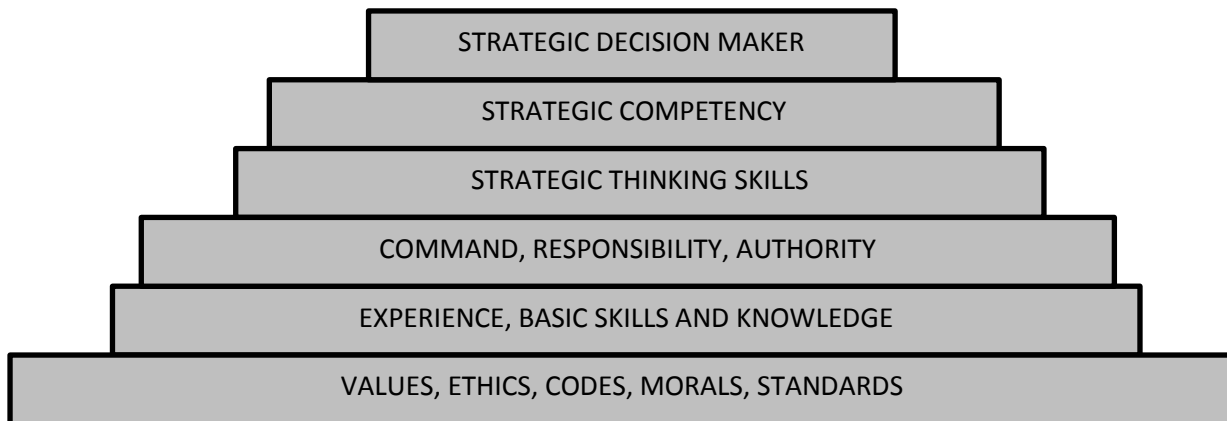 STRATEGIC DECISION MAKER
STRATEGIC COMPETENCY
STRATEGIC THINKING SKILLS
COMMAND, RESPONSIBILITY, AUTHORITY
EXPERIENCE, BASIC SKILLS AND KNOWLEDGE
VALUES, ETHICS, CODES, MORALS, STANDARDS